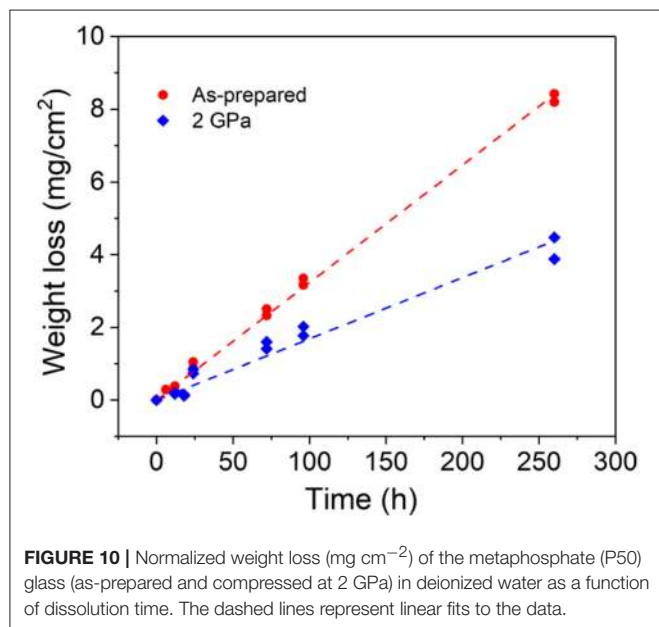 10
8
6
4
2
0
Weight loss (mg/cm²)
As-prepared
2 GPa
0 50 100 150 200 250 300
Time (h)
FIGURE 10 | Normalized weight loss (mg cm⁻²) of the metaphosphate (P50)
glass (as-prepared and compressed at 2 GPa) in deionized water as a function
of dissolution time. The dashed lines represent linear fits to the data.